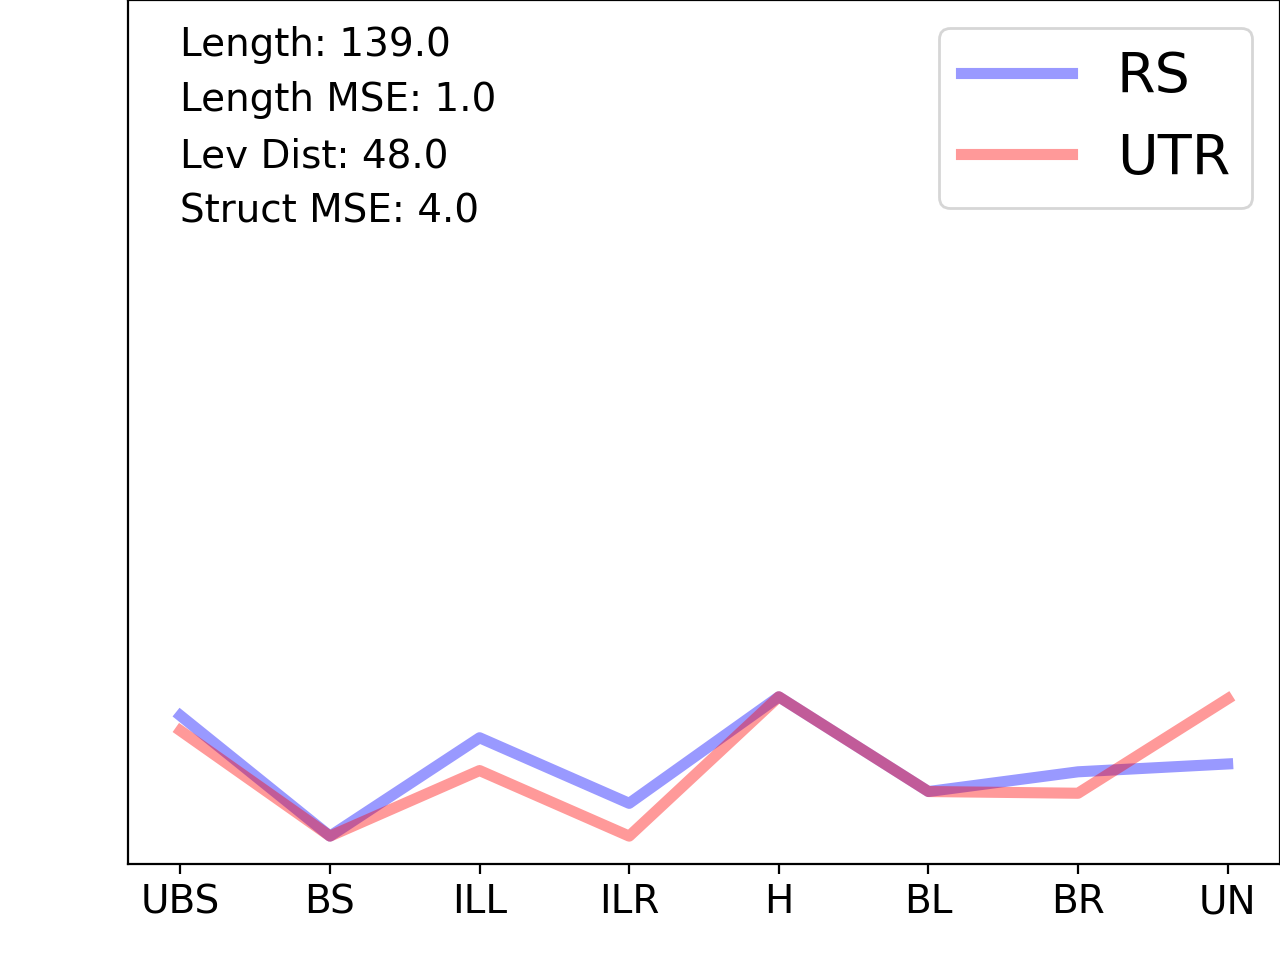 Length: 139.0
Length MSE: 1.0
Lev Dist: 48.0
Struct MSE: 4.0
RS
UTR
UBS BS ILL ILR H BL BR UN